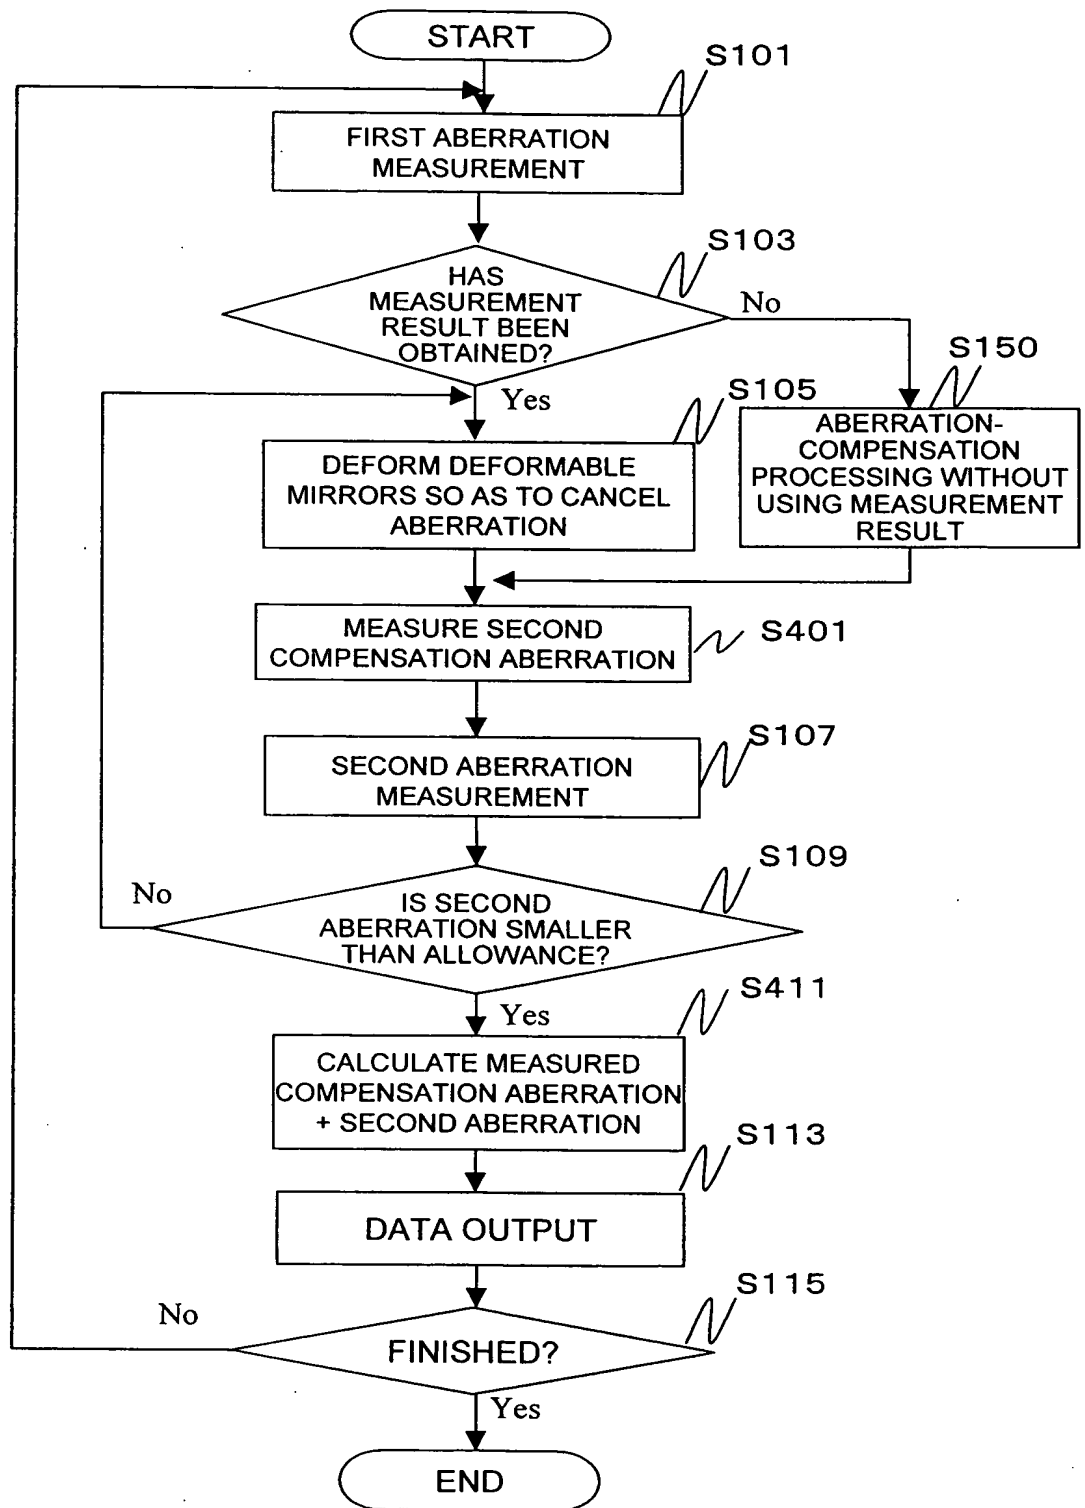 START
S101
FIRST ABERRATION
MEASUREMENT
S103
HAS
MEASUREMENT
RESULT BEEN
OBTAINED?
No
Yes
S150
ABERRATION-
COMPENSATION
PROCESSING WITHOUT
USING MEASUREMENT
RESULT
S105
DEFORM DEFORMABLE
MIRRORS SO AS TO CANCEL
ABERRATION
S401
MEASURE SECOND
COMPENSATION ABERRATION
S107
SECOND ABERRATION
MEASUREMENT
S109
No
IS SECOND
ABERRATION SMALLER
THAN ALLOWANCE?
Yes
S411
CALCULATE MEASURED
COMPENSATION ABERRATION
+ SECOND ABERRATION
S113
DATA OUTPUT
S115
No
FINISHED?
Yes
END